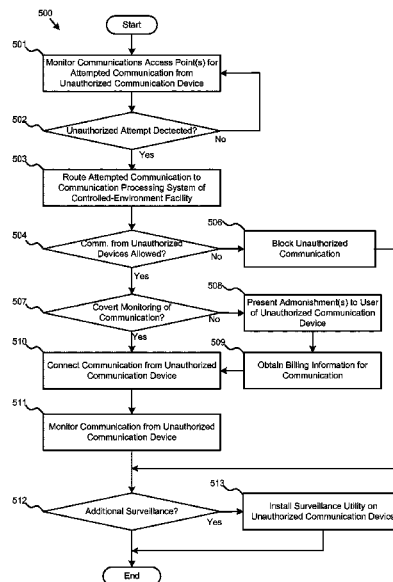 500
Start
501
Monitor Communications Access Point(s) for
Attempted Communication from
Unauthorized Communication Device
502
Unauthorized Attempt Dectected?
No
Yes
503
Route Attempted Communication to
Communication Processing System of
Controlled-Environment Facility
504
Comm. from Unauthorized
Devices Allowed?
No
506
Block Unauthorized
Communication
Yes
507
Covert Monitoring of
Communication?
No
508
Present Admonishment(s) to User
of Unauthorized Communication
Device
Yes
509
510
Connect Communication from Unauthorized
Communication Device
Obtain Billing Information for
Communication
511
Monitor Communication from Unauthorized
Communication Device
512
Additional Surveillance?
Yes
513
Install Surveillance Utility on
Unauthorized Communication Device
End